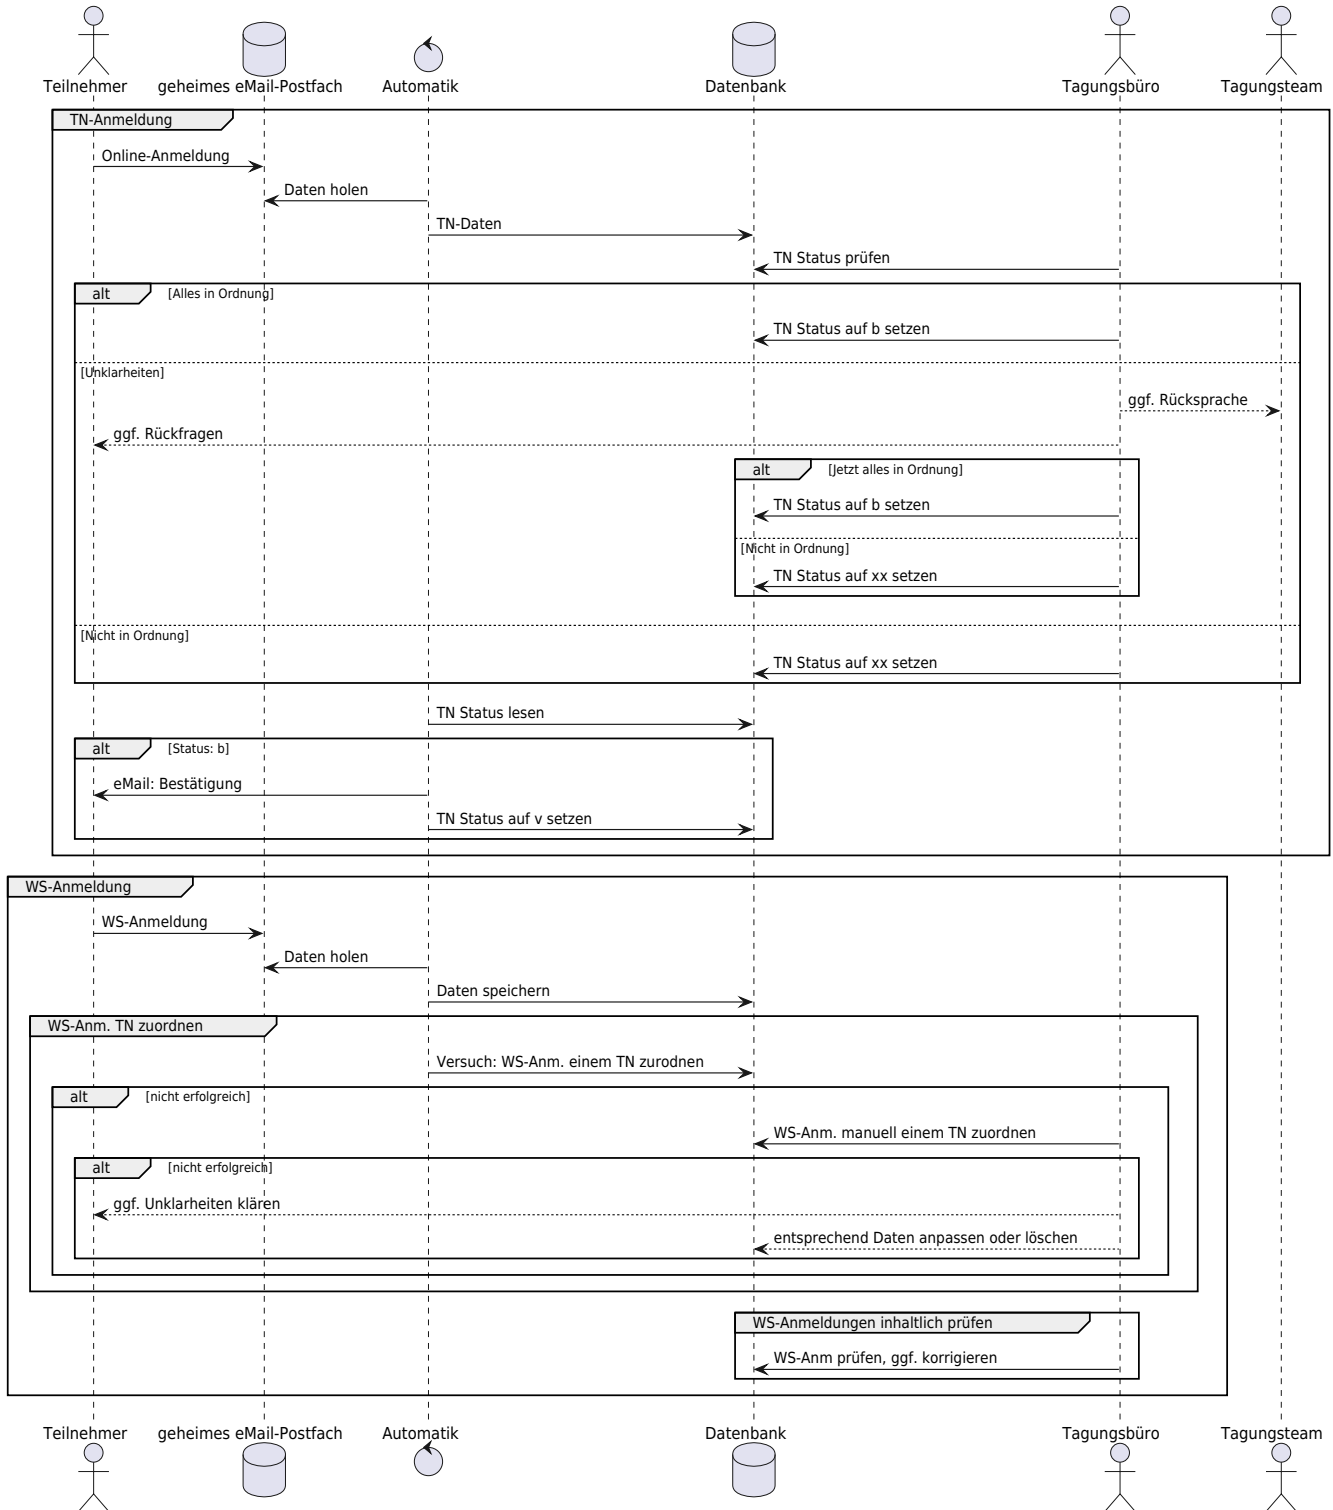 Teilnehmer geheimes eMail-Postfach Automatik Datenbank Tagungsbüro Tagungsteam
TN-Anmeldung
Online-Anmeldung
Daten holen
TN-Daten
TN Status prüfen
alt [Alles in Ordnung]
TN Status auf b setzen
[Unklarheiten]
ggf. Rücksprache
ggf. Rückfragen
alt [Jetzt alles in Ordnung]
TN Status auf b setzen
[Nicht in Ordnung]
TN Status auf xx setzen
[Nicht in Ordnung]
TN Status auf xx setzen
TN Status lesen
alt [Status: b]
eMail: Bestätigung
TN Status auf v setzen
WS-Anmeldung
WS-Anmeldung
Daten holen
Daten speichern
WS-Anm. TN zuordnen
Versuch: WS-Anm. einem TN zurodnen
alt [nicht erfolgreich]
WS-Anm. manuell einem TN zuordnen
alt [nicht erfolgreich]
ggf. Unklarheiten klären
entsprechend Daten anpassen oder löschen
WS-Anmeldungen inhaltlich prüfen
WS-Anm prüfen, ggf. korrigieren
Teilnehmer geheimes eMail-Postfach Automatik Datenbank Tagungsbüro Tagungsteam